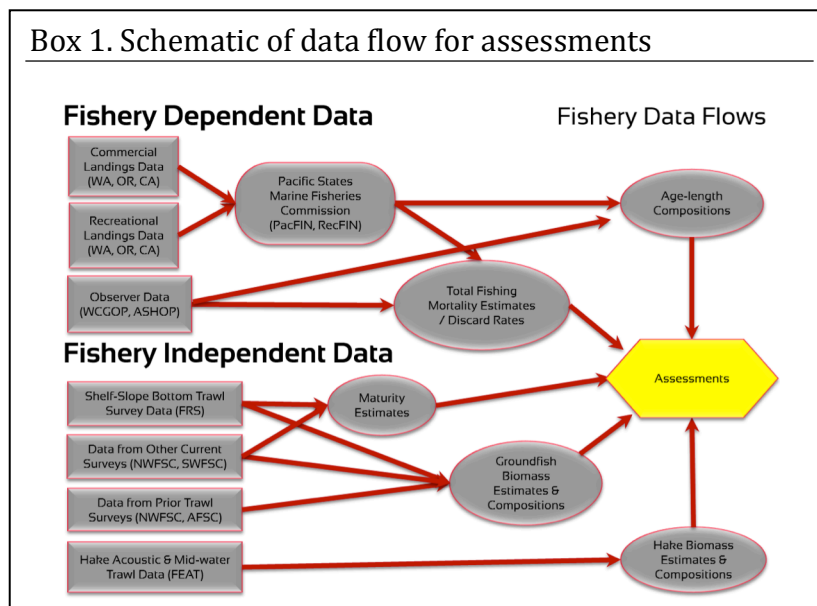 Box 1. Schematic of data flow for assessments
Fishery Dependent Data
Fishery Data Flows
Commercial
Landings Data
(WA, OR, CA)
Recreational
Landings Data
(WA, OR, CA)
Observer Data
(WCGOP, ASHOP)
Pacific States
Marine Fisheries
Commission
(PacFIN, RecFIN)
Age-length
Compositions
Total Fishing
Mortality Estimates
/ Discard Rates
Assessments
Fishery Independent Data
Shelf-Slope Bottom Trawl
Survey Data (FRS)
Data from Other Current
Surveys (NWFSC, SWFSC)
Data from Prior Trawl
Surveys (NWFSC, AFSC)
Hake Acoustic & Mid-water
Trawl Data (FEAT)
Maturity
Estimates
Groundfish
Biomass
Estimates &
Compositions
Hake Biomass
Estimates &
Compositions